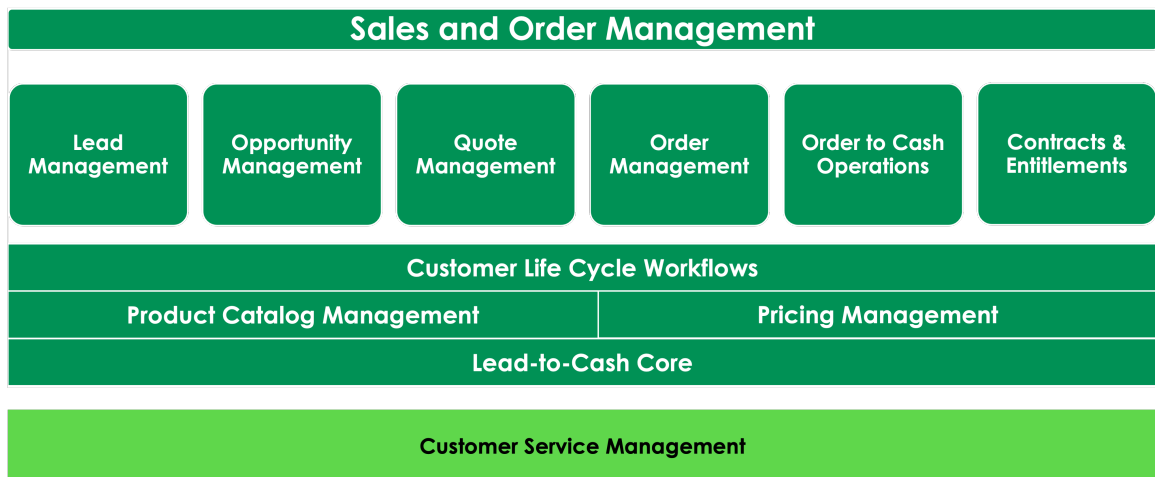 Sales and Order Management
Lead
Management
Opportunity
Management
Quote
Management
Order
Management
Order to Cash
Operations
Contracts &
Entitlements
Customer Life Cycle Workflows
Product Catalog Management
Pricing Management
Lead-to-Cash Core
Customer Service Management